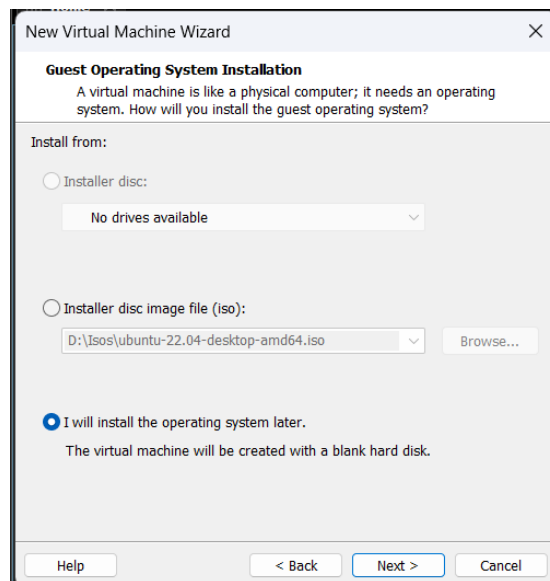 New Virtual Machine Wizard
Guest Operating System Installation
A virtual machine is like a physical computer; it needs an operating
system. How will you install the guest operating system?
Install from:
Installer disc:
No drives available
Installer disc image file (iso):
D:\Isos\ubuntu-22.04-desktop-amd64.iso
Browse...
I will install the operating system later.
The virtual machine will be created with a blank hard disk.
Help
< Back
Next >
Cancel